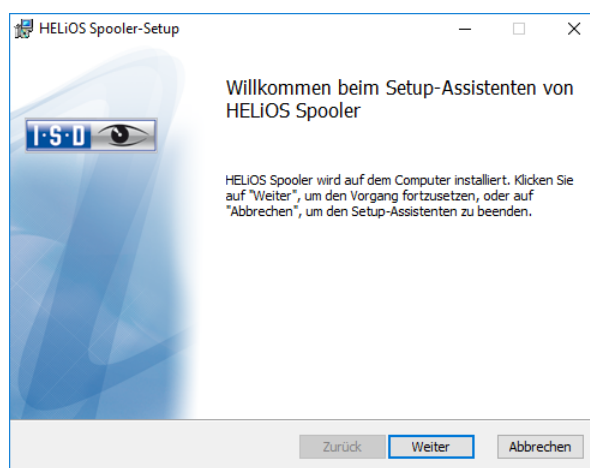 HELiOS Spooler-Setup
Willkommen beim Setup-Assistenten von
HELiOS Spooler
I·S·D
HELiOS Spooler wird auf dem Computer installiert. Klicken Sie
auf "Weiter", um den Vorgang fortzusetzen, oder auf
"Abbrechen", um den Setup-Assistenten zu beenden.
Zurück Weiter Abbrechen